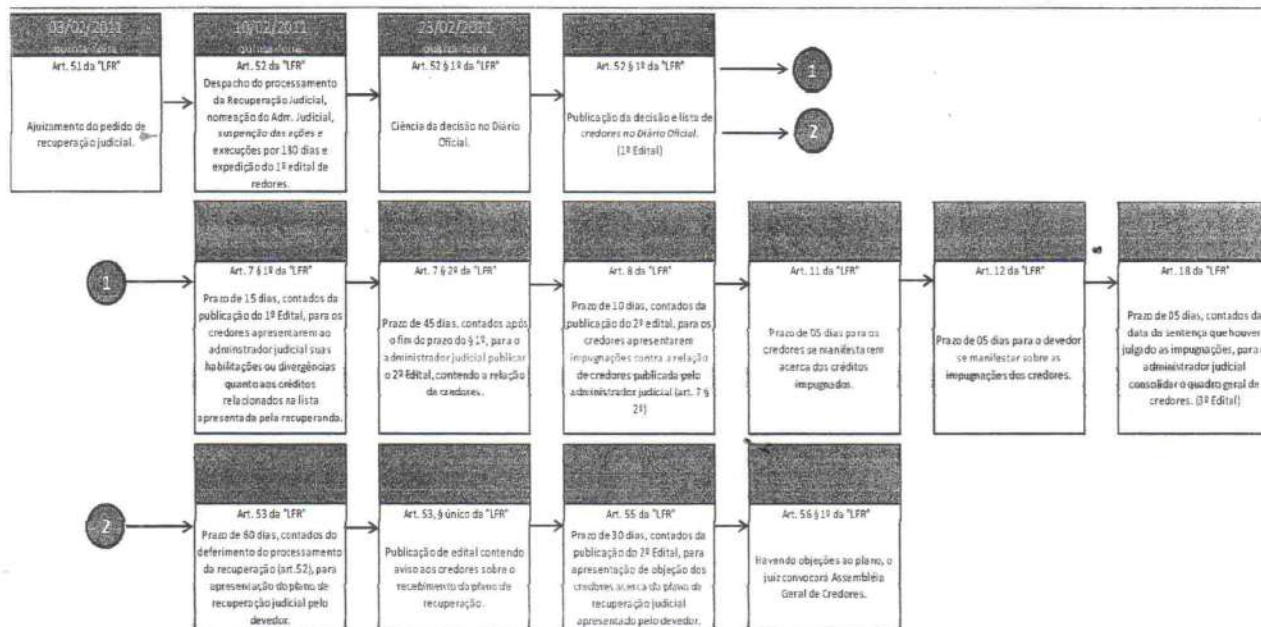 03/02/2011
quinta-feira
Art. 51 da "LFR"
Ajuizamento do pedido de
recuperação judicial.
10/02/2011
quinta-feira
Art. 52 da "LFR"
Despacho do processamento
da Recuperação Judicial,
nomeação do Adm. Judicial,
suspenção das ações e
execuções por 180 dias e
expedição do 1º edital de
redores.
23/02/2011
quarta-feira
Art. 52 § 1º da "LFR"
Ciência da decisão no Diário
Oficial.
Art. 52 § 1º da "LFR"
Publicação da decisão e lista de
credores no Diário Oficial.
(1º Edital)
1
2
1
Art. 7 § 1º da "LFR"
Prazo de 15 dias, contados da
publicação do 1º Edital, para os
credores apresentarem ao
adminstrador judicial suas
habilitações ou divergências
quanto aos créditos
relacionados na lista
apresentada pela recuperanda.
Art. 7 § 2º da "LFR"
Prazo de 45 dias, contados após
o fim do prazo do § 1º, para o
administrador judicial publicar
o 2º Edital, contendo a relação
de credores.
Art. 8 da "LFR"
Prazo de 10 dias, contados da
publicação do 2º edital, para os
credores apresentarem
impugnações contra a relação
de credores publicada pelo
administrador judicial (art. 7 §
2º)
Art. 11 da "LFR"
Prazo de 05 dias para os
credores se manifestarem
acerca dos créditos
impugnados.
Art. 12 da "LFR"
Prazo de 05 dias para o devedor
se manifestar sobre as
impugnações dos credores.
Art. 18 da "LFR"
Prazo de 05 dias, contados da
data da sentença que houver
julgado as impugnações, para
administrador judicial
consolidar o quadro geral de
credores. (3º Edital)
2
Art. 53 da "LFR"
Prazo de 60 dias, contados do
deferimento do processamento
da recuperação (art.52), para
apresentação do plano de
recuperação judicial pelo
devedor.
Art. 53, § único da "LFR"
Publicação de edital contendo
aviso aos credores sobre o
recebimento do plano de
recuperação.
Art. 55 da "LFR"
Prazo de 30 dias, contados da
publicação do 2º Edital, para
apresentação de objeção dos
credores acerca do plano de
recuperação judicial
apresentado pelo devedor.
Art. 56 § 1º da "LFR"
Havendo objeções ao plano, o
juiz convocará Assembléia
Geral de Credores.